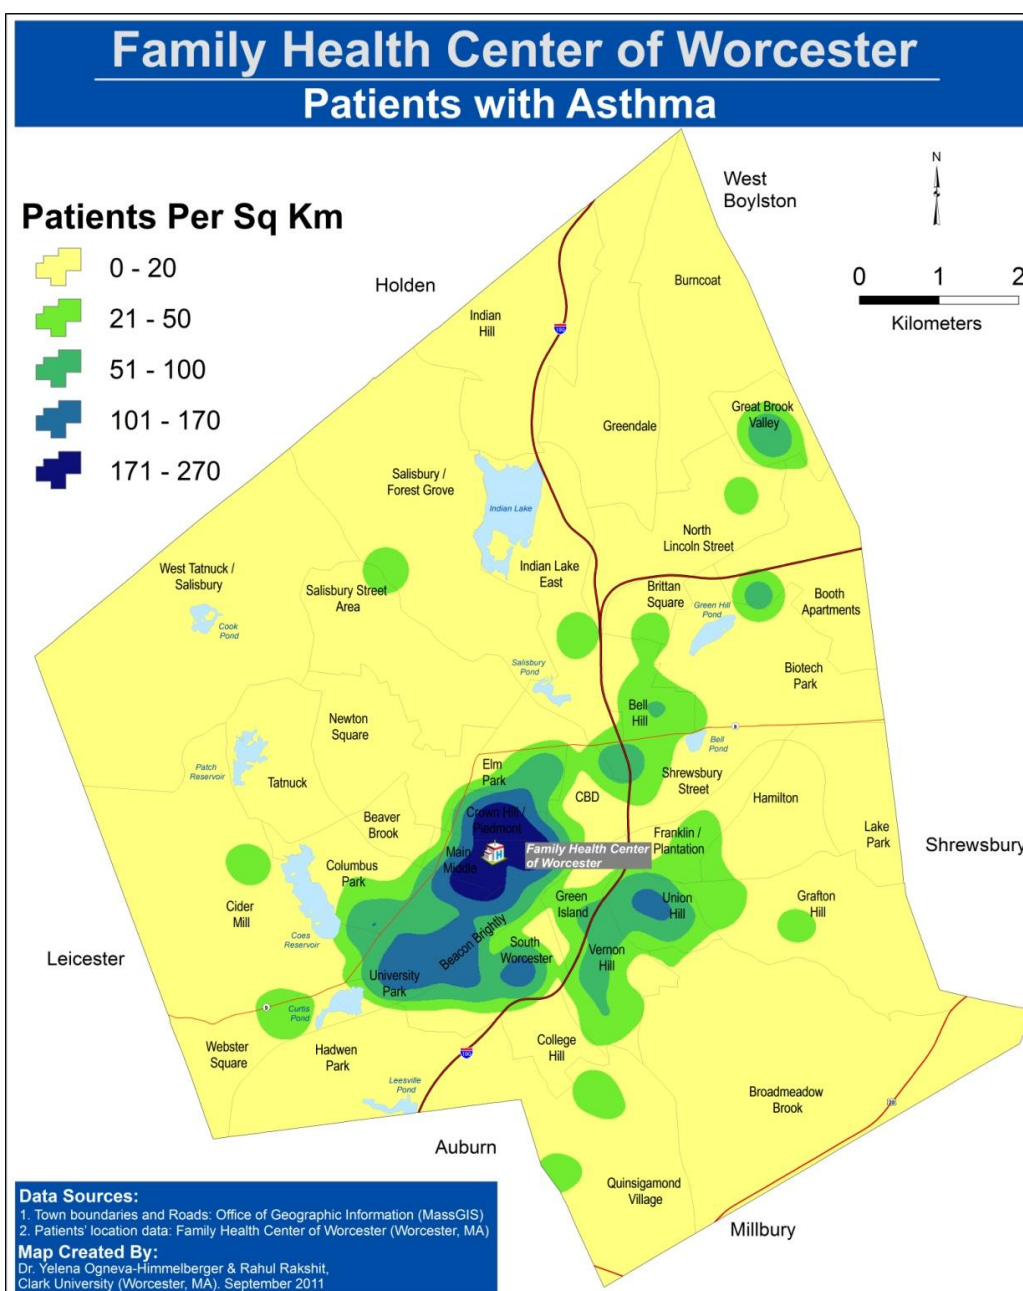 Family Health Center of Worcester
Patients with Asthma
Patients Per Sq Km
0 - 20
21 - 50
51 - 100
101 - 170
171 - 270
N
0 1 2
Kilometers
West
Boylston
Holden
Burncoat
Indian
Hill
190
Great Brook
Valley
Greendale
Salisbury /
Forest Grove
Indian Lake
North
Lincoln Street
West Tatnuck /
Salisbury
Salisbury Street
Area
Indian Lake
East
Brittan
Square
Booth
Apartments
Green Hill
Pond
Cook
Pond
Salisbury
Pond
Biotech
Park
Bell
Hill
Newton
Square
9
Bell
Pond
Patch
Reservoir
Tatnuck
Elm
Park
CBD
Shrewsbury
Street
Hamilton
Beaver
Brook
Crown Hill /
Piedmont
Franklin /
Plantation
Lake
Park
Shrewsbury
Main
Middle
H
Family Health Center
of Worcester
Columbus
Park
Cider
Mill
Green
Island
Union
Hill
Grafton
Hill
Coes
Reservoir
Beacon Brightly
South
Worcester
Vernon
Hill
Leicester
University
Park
9
Curtis
Pond
Webster
Square
Hadwen
Park
College
Hill
Leesville
Pond
Broadmeadow
Brook
20
Auburn
Quinsigamond
Village
Millbury
Data Sources:
1. Town boundaries and Roads: Office of Geographic Information (MassGIS)
2. Patients' location data: Family Health Center of Worcester (Worcester, MA)
Map Created By:
Dr. Yelena Ogneva-Himmelberger & Rahul Rakshit,
Clark University (Worcester, MA). September 2011